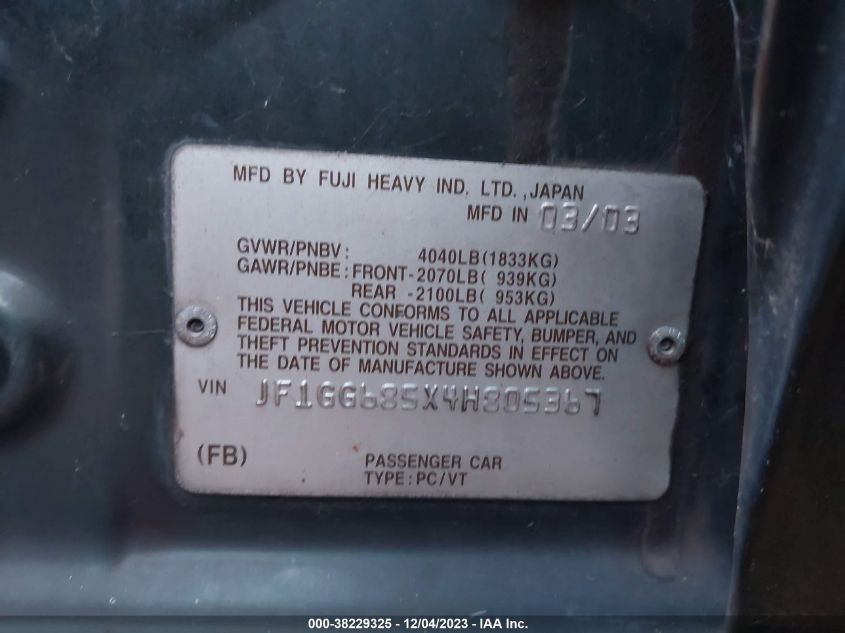 MFD BY FUJI HEAVY IND. LTD. , JAPAN
MFD IN 03/03
GVWR/PNBV: 4040LB(1833KG)
GAWR/PNBE: FRONT-2070LB( 939KG)
REAR -2100LB( 953KG)
THIS VEHICLE CONFORMS TO ALL APPLICABLE
FEDERAL MOTOR VEHICLE SAFETY, BUMPER, AND
THEFT PREVENTION STANDARDS IN EFFECT ON
THE DATE OF MANUFACTURE SHOWN ABOVE.
VIN JF1GG685X4H805367
(FB) PASSENGER CAR
TYPE: PC/VT
000-38229325 - 12/04/2023 - IAA Inc.